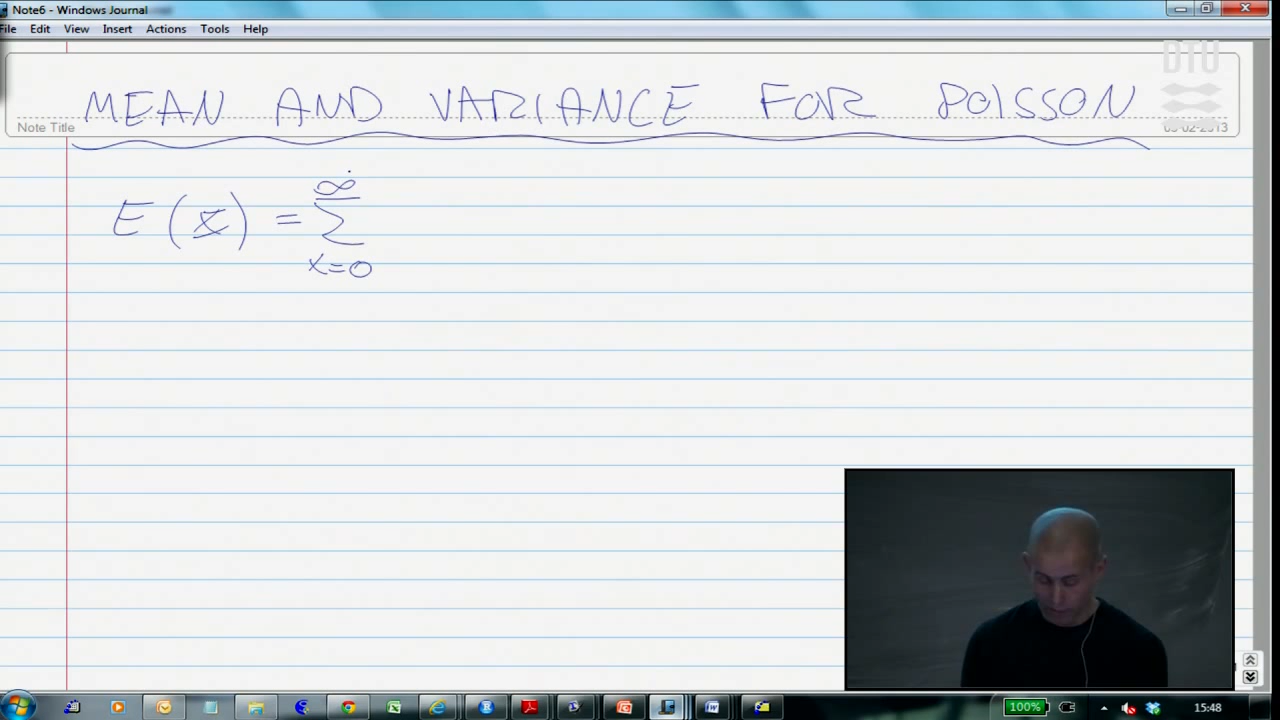 Note6 - Windows Journal
File Edit View Insert Actions Tools Help
DTU
MEAN AND VARIANCE FOR POISSON
Note Title
E(X) = ∞
∑
x=0
100%
15:48